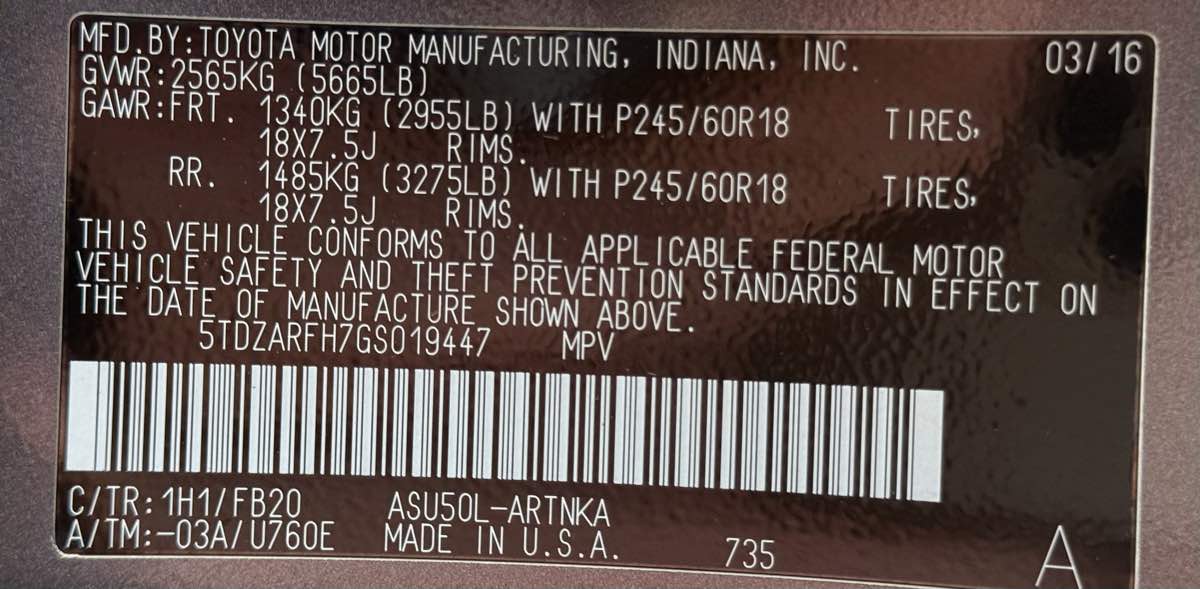 MFD.BY:TOYOTA MOTOR MANUFACTURING, INDIANA, INC. 03/16
GVWR:2565KG (5665LB)
GAWR:FRT. 1340KG (2955LB) WITH P245/60R18 TIRES,
18X7.5J RIMS.
RR. 1485KG (3275LB) WITH P245/60R18 TIRES,
18X7.5J RIMS.
THIS VEHICLE CONFORMS TO ALL APPLICABLE FEDERAL MOTOR
VEHICLE SAFETY AND THEFT PREVENTION STANDARDS IN EFFECT ON
THE DATE OF MANUFACTURE SHOWN ABOVE.
5TDZARFH7GS019447 MPV
C/TR:1H1/FB20 ASU50L-ARTNKA
A/TM:-03A/U760E MADE IN U.S.A. 735 A